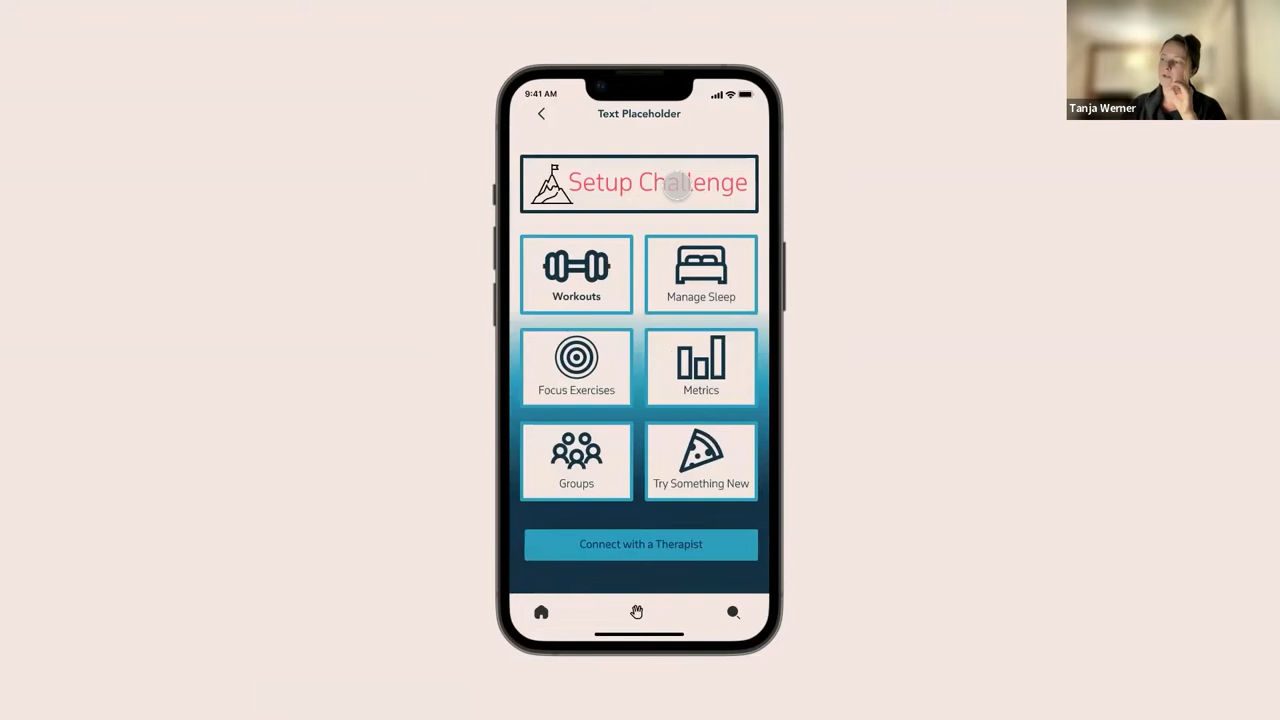 Tanja Werner
9:41 AM
Text Placeholder
Setup Challenge
Workouts
Manage Sleep
Focus Exercises
Metrics
Groups
Try Something New
Connect with a Therapist